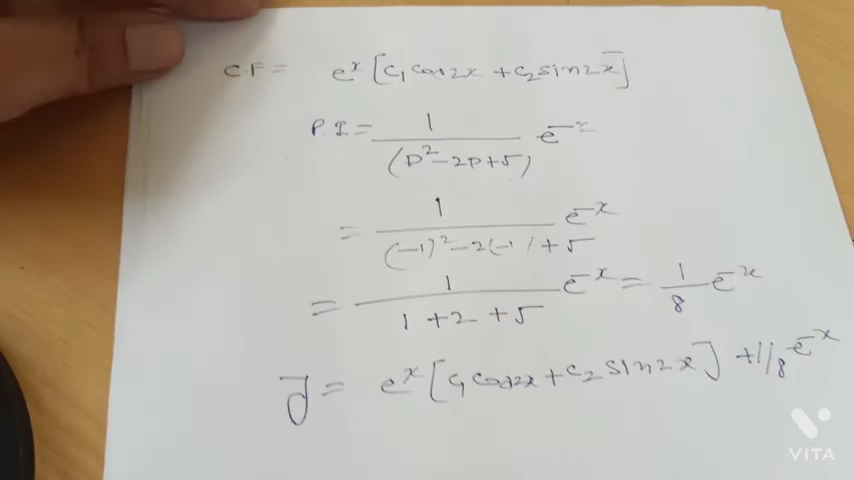 C.F = e^x [c₁ cos2x + c₂ sin2x]
P.I = 1/(D² - 2D + 5) e^-x
= 1/((-1)² - 2(-1) + 5) e^-x
= 1/(1 + 2 + 5) e^-x = 1/8 e^-x
y = e^x [c₁ cos2x + c₂ sin2x] + 1/8 e^-x
VITA